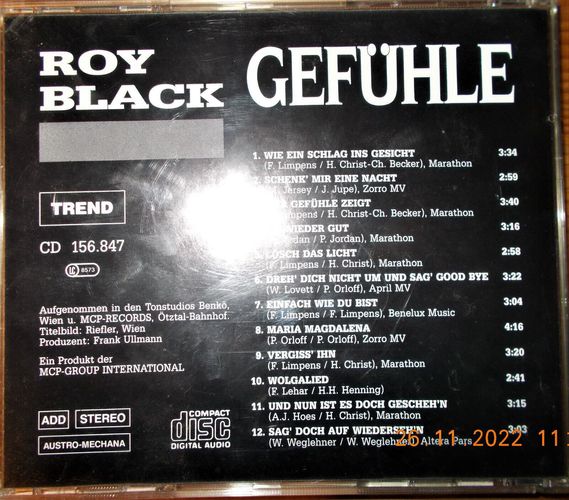 ROY
BLACK
GEFÜHLE
TREND
CD 156.847
LC 8573
Aufgenommen in den Tonstudios Benkö,
Wien u. MCP-RECORDS, Ötztal-Bahnhof.
Titelbild: Riefler, Wien
Produzent: Frank Ullmann
Ein Produkt der
MCP-GROUP INTERNATIONAL
ADD STEREO
AUSTRO-MECHANA
COMPACT
disc
DIGITAL AUDIO
1. WIE EIN SCHLAG INS GESICHT 3:34
(F. Limpens / H. Christ-Ch. Becker), Marathon
2. SCHENK' MIR EINE NACHT 2:59
Jersey / J. Jupe), Zorro MV
GEFÜHLE ZEIGT 3:40
/ H. Christ-Ch. Becker), Marathon
WIEDER GUT 3:16
/ P. Jordan), Marathon
LÖSCH DAS LICHT 2:58
Limpens / H. Christ), Marathon
6. DREH' DICH NICHT UM UND SAG' GOOD BYE 3:22
(W. Lovett / P. Orloff), April MV
7. EINFACH WIE DU BIST 3:04
(F. Limpens / F. Limpens), Benelux Music
8. MARIA MAGDALENA 4:16
(P. Orloff / P. Orloff), Zorro MV
9. VERGISS' IHN 3:20
(F. Limpens / H. Christ), Marathon
10. WOLGALIED 2:41
(F. Lehar / H.H. Henning)
11. UND NUN IST ES DOCH GESCHEH'N 3:15
(A.J. Hoes / H. Christ), Marathon
12. SAG' DOCH AUF WIEDERSEH'N 3:03
(W. Weglehner / W. Weglehner), Altera Pars
26 11 2022 11: